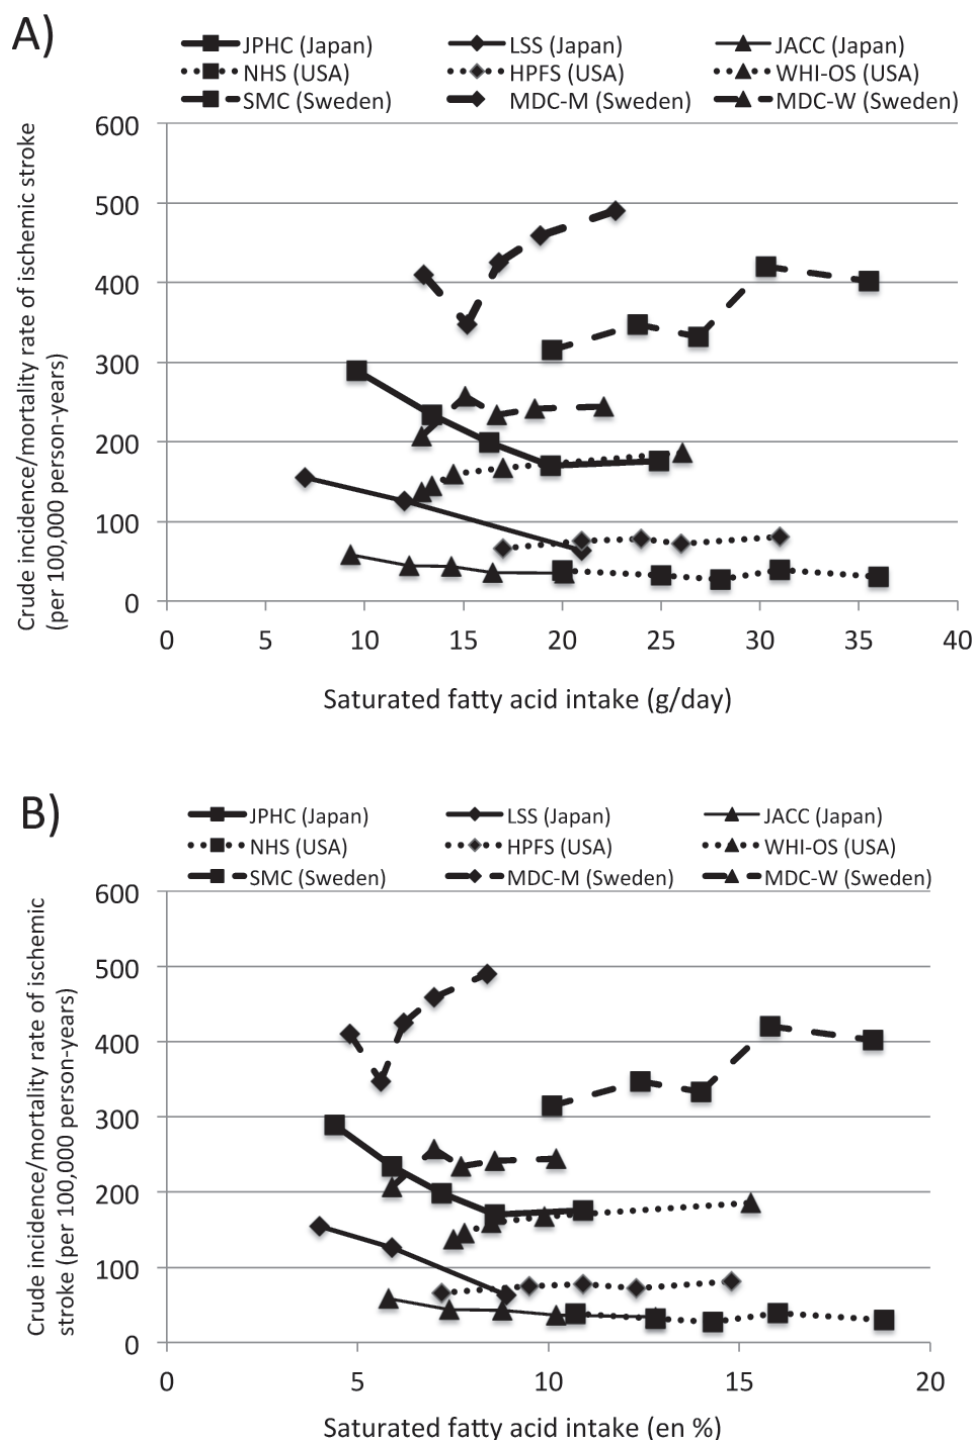 A)
JPHC (Japan) LSS (Japan) JACC (Japan)
NHS (USA) HPFS (USA) WHI-OS (USA)
SMC (Sweden) MDC-M (Sweden) MDC-W (Sweden)
Crude incidence/mortality rate of ischemic stroke
(per 100,000 person-years)
600
500
400
300
200
100
0
0 5 10 15 20 25 30 35 40
Saturated fatty acid intake (g/day)
B)
JPHC (Japan) LSS (Japan) JACC (Japan)
NHS (USA) HPFS (USA) WHI-OS (USA)
SMC (Sweden) MDC-M (Sweden) MDC-W (Sweden)
Crude incidence/mortality rate of ischemic
stroke (per 100,000 person-years)
600
500
400
300
200
100
0
0 5 10 15 20
Saturated fatty acid intake (en %)